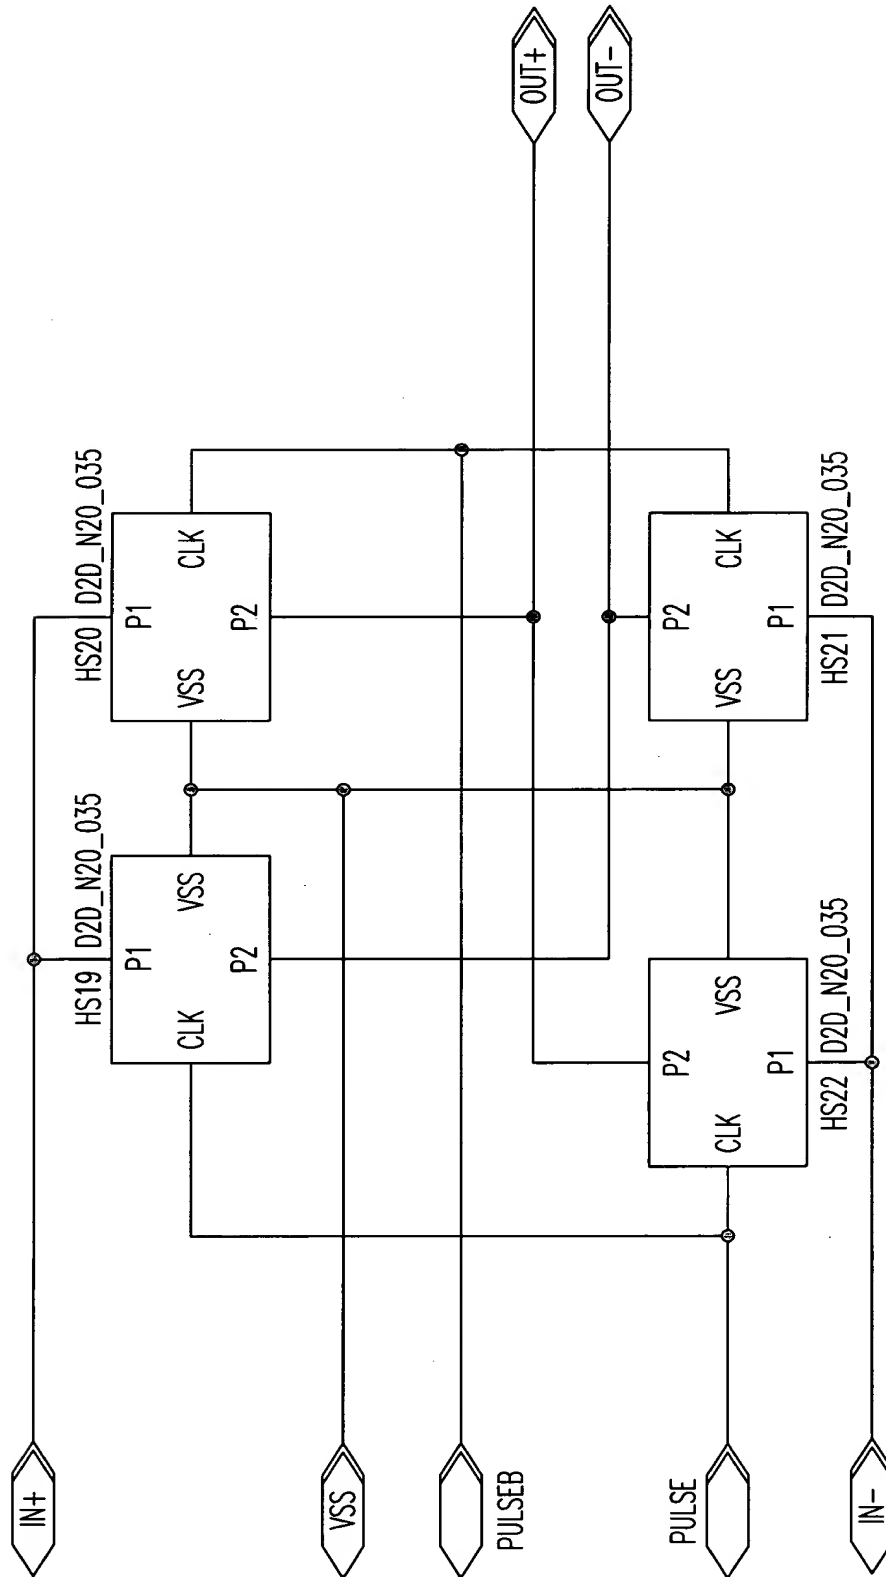 IN+
VSS
PULSEB
PULSE
IN-
HS19 D2D_N20_035
P1
CLK
VSS
P2
HS20 D2D_N20_035
P1
VSS
CLK
P2
P2
CLK
VSS
P1
HS22 D2D_N20_035
P2
VSS
CLK
P1
HS21 D2D_N20_035
OUT+
OUT-